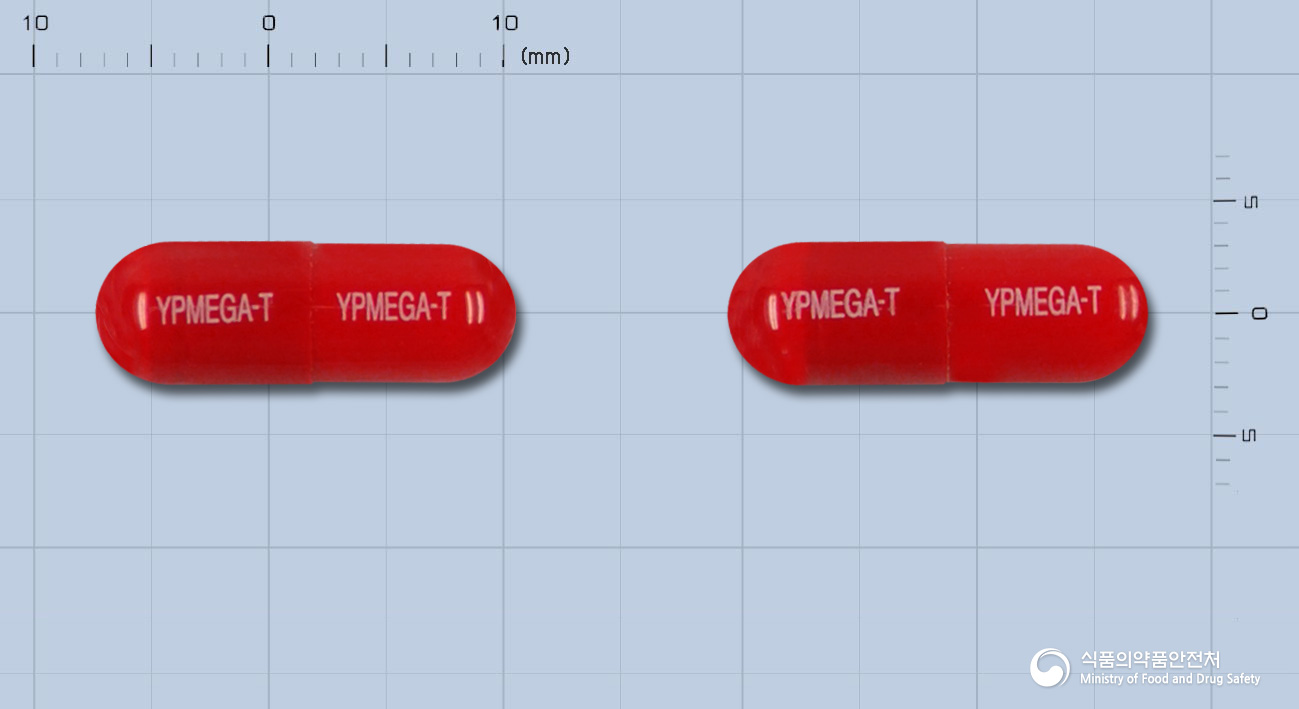 10 0 10
(mm)
YPMEGA-T YPMEGA-T
YPMEGA-T YPMEGA-T
5
0
5
식품의약품안전처
Ministry of Food and Drug Safety